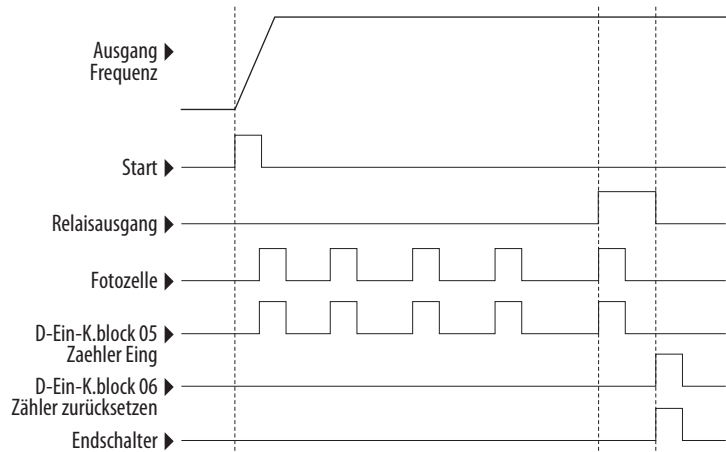 Ausgang
Frequenz
Start
Relaisausgang
Fotozelle
D-Ein-K.block 05
Zaehler Eing
D-Ein-K.block 06
Zähler zurücksetzen
Endschalter